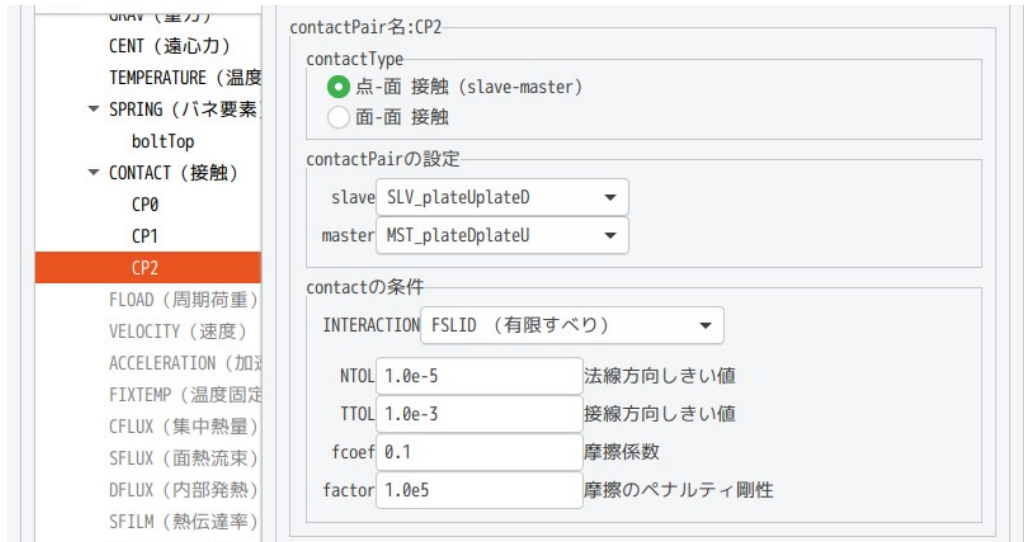 GRAV (重力)
CENT (遠心力)
TEMPERATURE (温度
SPRING (バネ要素
boltTop
CONTACT (接触)
CP0
CP1
CP2
FLOAD (周期荷重)
VELOCITY (速度)
ACCELERATION (加速
FIXTEMP (温度固定
CFLUX (集中熱量)
SFLUX (面熱流束)
DFLUX (内部発熱)
SFILM (熱伝達率)
contactPair名:CP2
contactType
点-面 接触 (slave-master)
面-面 接触
contactPairの設定
slave SLV_plateUplateD
master MST_plateDplateU
contactの条件
INTERACTION FSLID (有限すべり)
NTOL 1.0e-5 法線方向しきい値
TTOL 1.0e-3 接線方向しきい値
fcoef 0.1 摩擦係数
factor 1.0e5 摩擦のペナルティ剛性